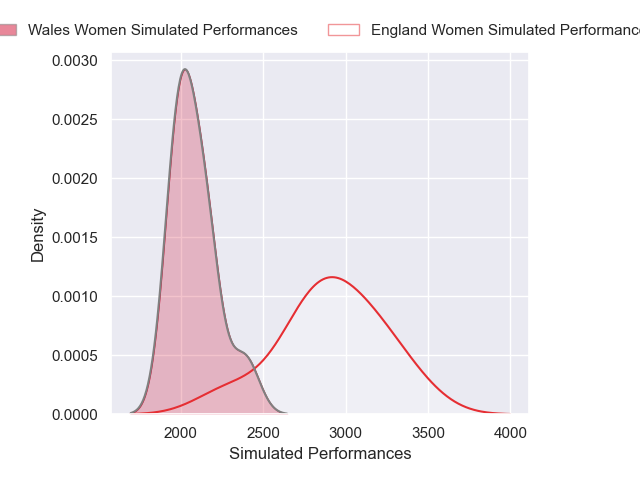 Wales Women Simulated Performances England Women Simulated Performanc
0.0030
0.0025
0.0020
0.0015
0.0010
0.0005
0.0000
Density
2000 2500 3000 3500 4000
Simulated Performances